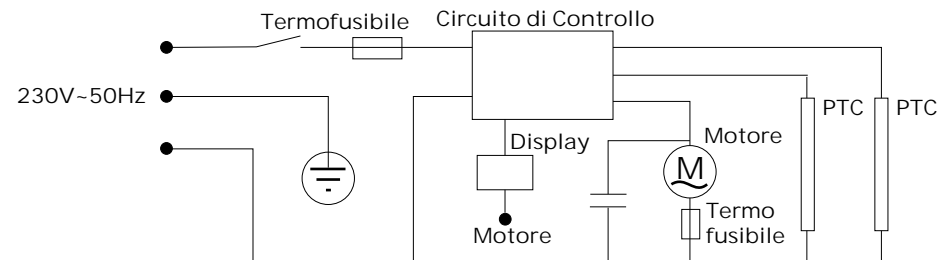 Termofusibile
Circuito di Controllo
230V~50Hz
PTC
PTC
Display
Motore
M
Termo
fusibile
Motore